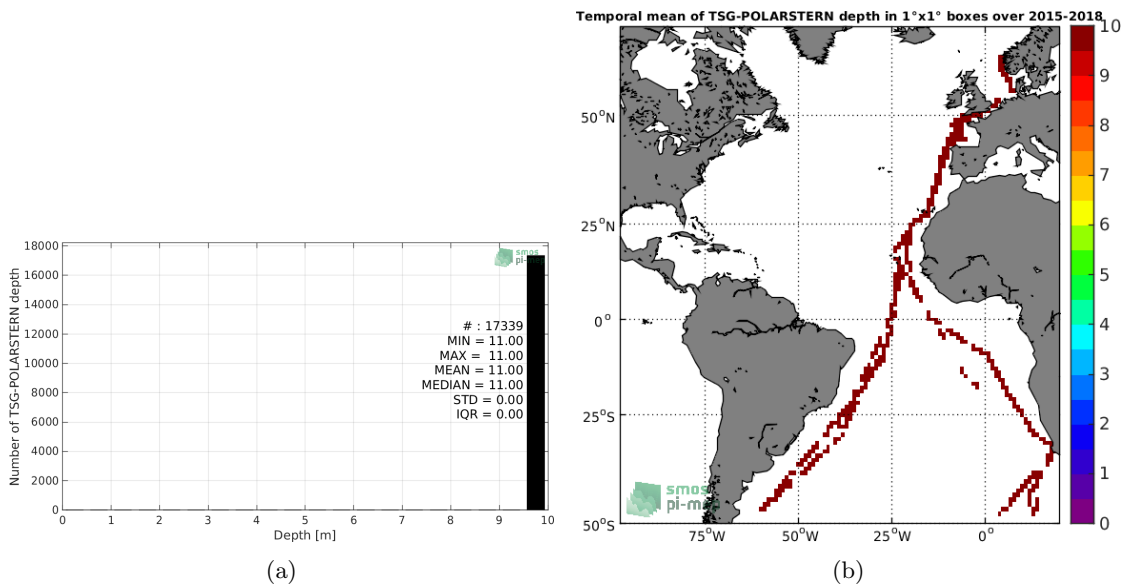 Number of TSG-POLARSTERN depth
18000
16000
14000
12000
10000
8000
6000
4000
2000
0
smos
pi-m
# : 17339
MIN = 11.00
MAX = 11.00
MEAN = 11.00
MEDIAN = 11.00
STD = 0.00
IQR = 0.00
0 1 2 3 4 5 6 7 8 9 10
Depth [m]
(a)
Temporal mean of TSG-POLARSTERN depth in 1°x1° boxes over 2015-2018
50°N
25°N
0°
25°S
50°S
75°W 50°W 25°W 0°
smos
pi-m
10
9
8
7
6
5
4
3
2
1
0
(b)